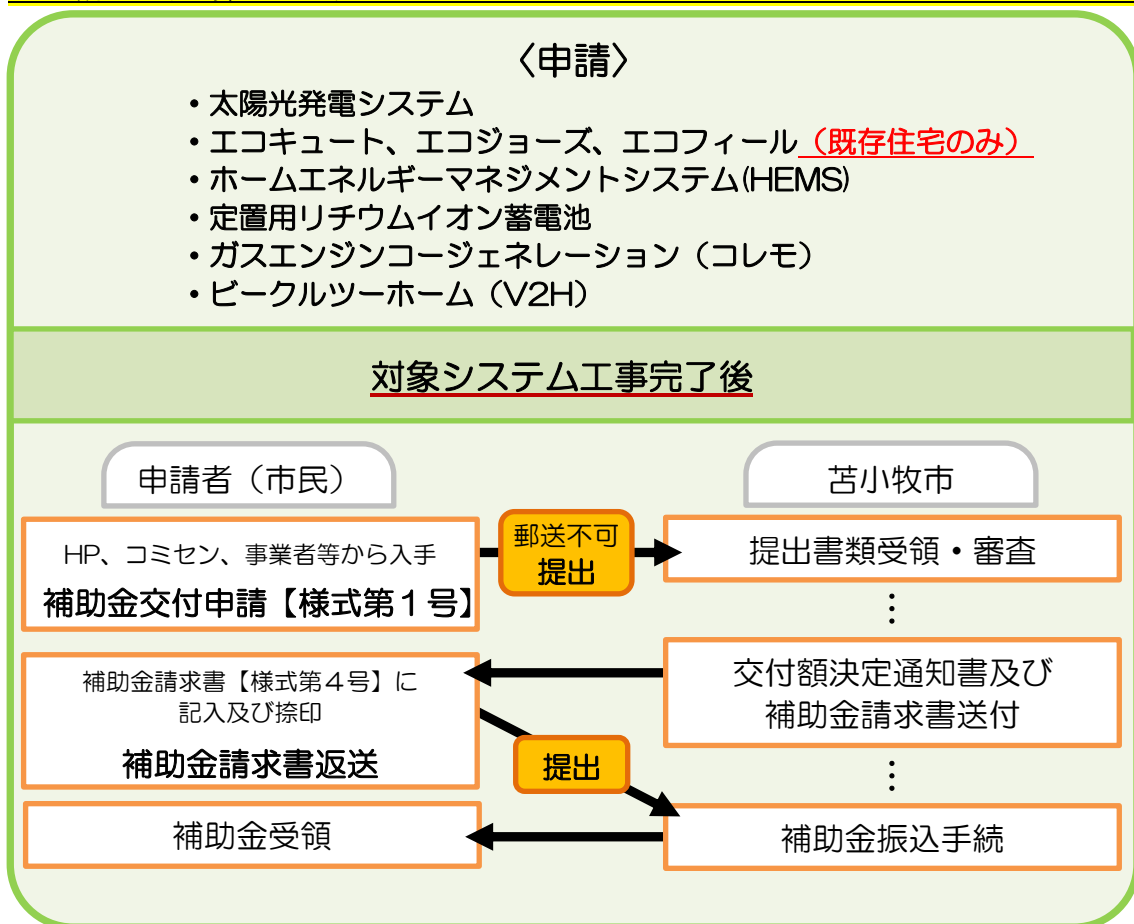 〈申請〉
・太陽光発電システム
・エコキュート、エコジョーズ、エコフィール（既存住宅のみ）
・ホームエネルギーマネジメントシステム(HEMS)
・定置用リチウムイオン蓄電池
・ガスエンジンコージェネレーション（コレモ）
・ビークルツーホーム（V2H）
対象システム工事完了後
申請者（市民）
苫小牧市
HP、コミセン、事業者等から入手
補助金交付申請【様式第１号】
郵送不可
提出
提出書類受領・審査
…
交付額決定通知書及び
補助金請求書送付
補助金請求書【様式第４号】に
記入及び捺印
補助金請求書返送
提出
…
補助金振込手続
補助金受領